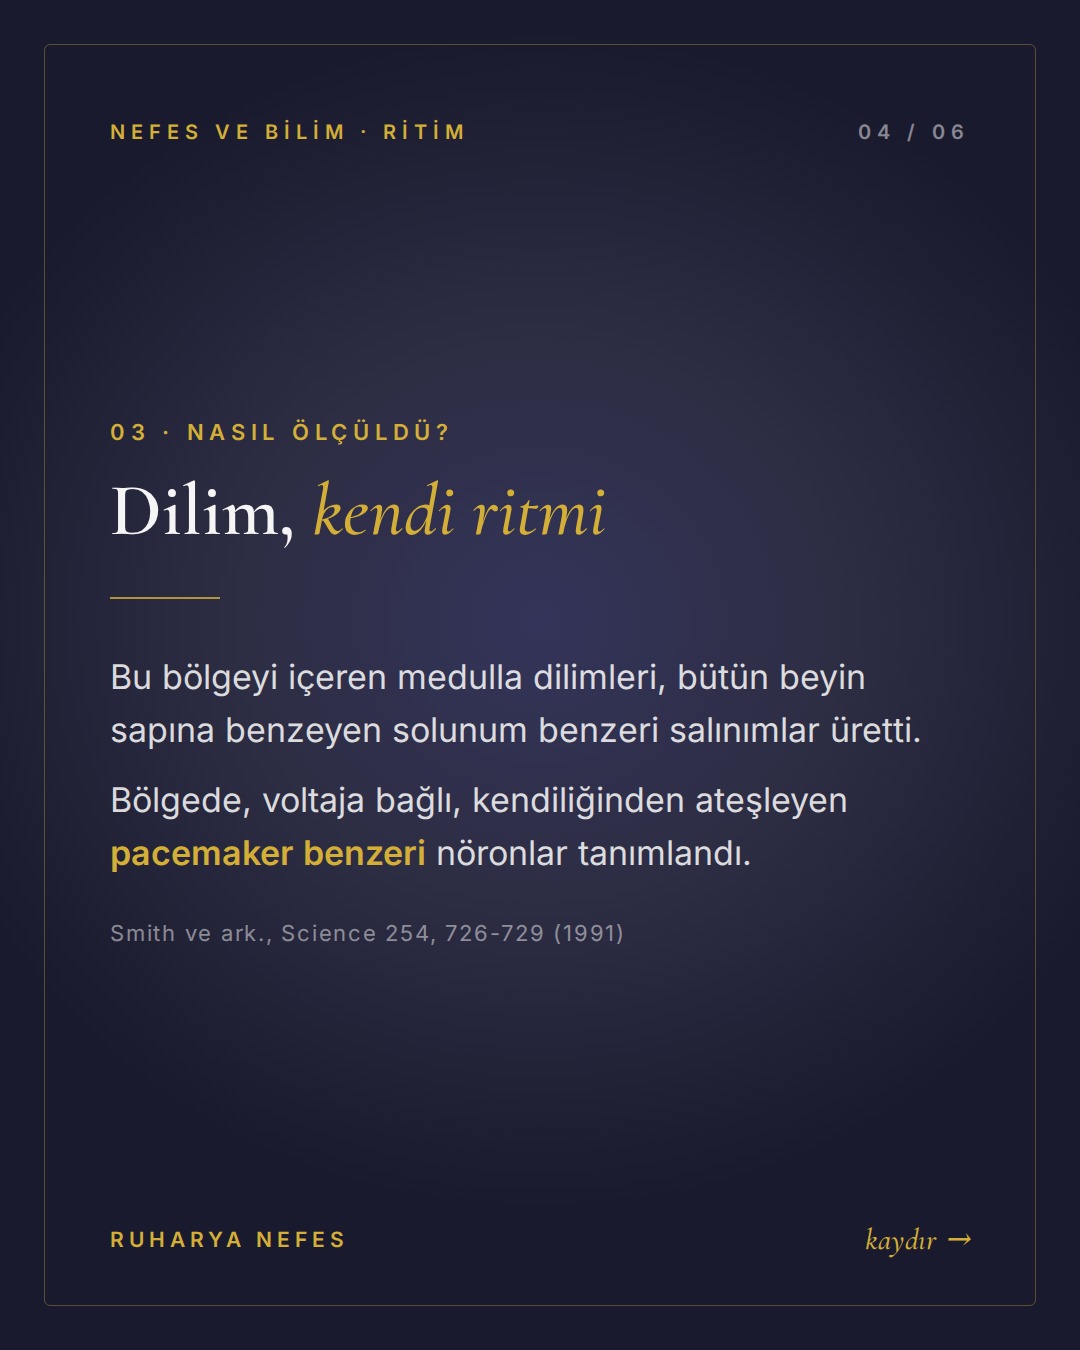 NEFES VE BİLİM · RİTİM
04 / 06
03 · NASIL ÖLÇÜLDÜ?
Dilim, kendi ritmi
Bu bölgeyi içeren medulla dilimleri, bütün beyin
sapına benzeyen solunum benzeri salınımlar üretti.
Bölgede, voltaja bağlı, kendiliğinden ateşleyen
pacemaker benzeri nöronlar tanımlandı.
Smith ve ark., Science 254, 726-729 (1991)
RUHARYA NEFES
kaydır →